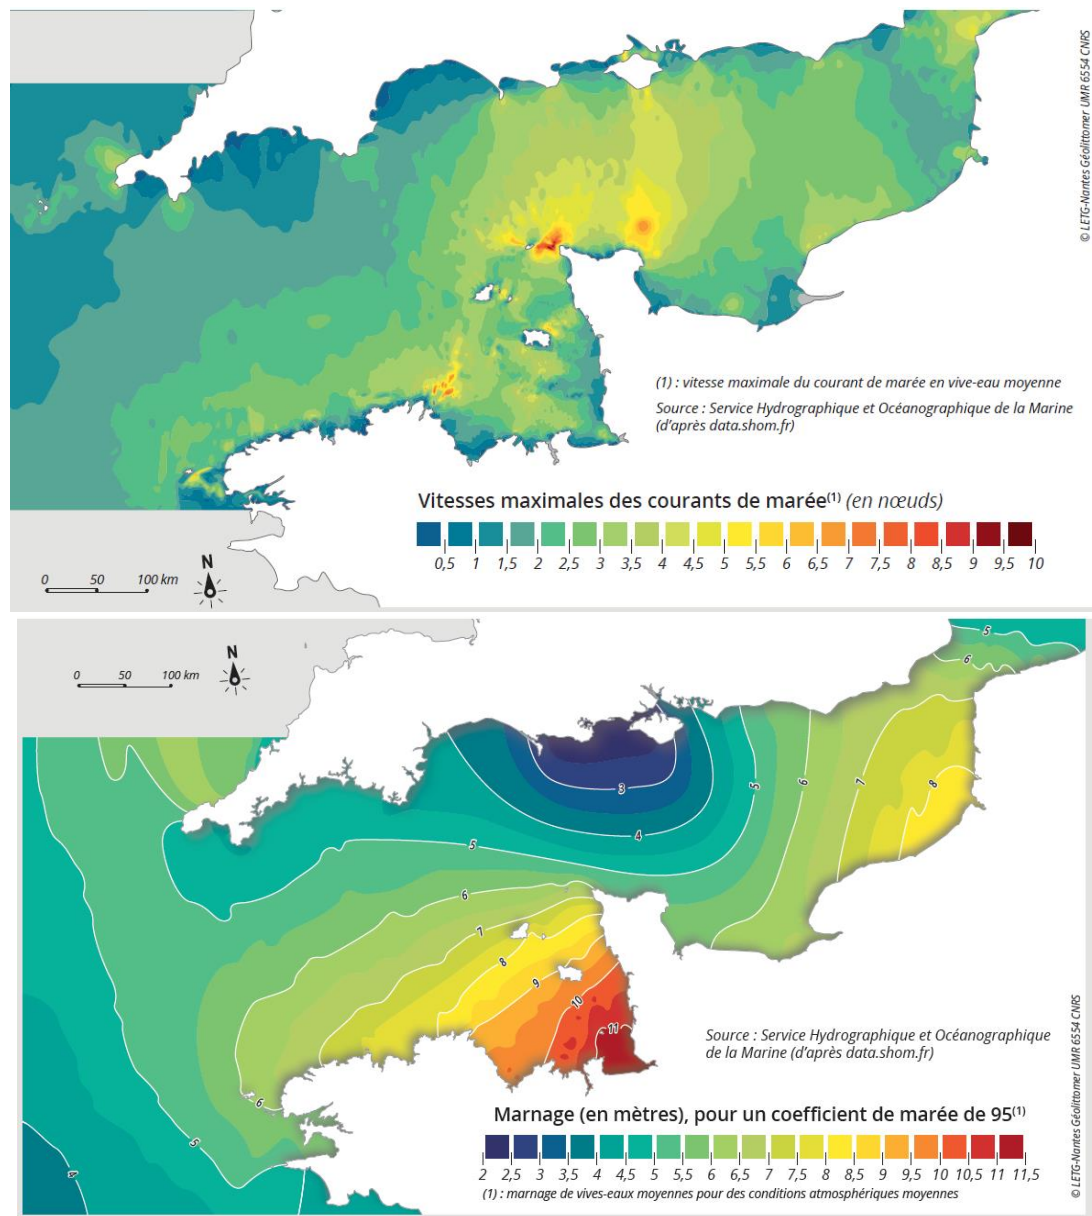 © LETG-Nantes Géolittomer UMR 6554 CNRS
(1) : vitesse maximale du courant de marée en vive-eau moyenne
Source : Service Hydrographique et Océanographique de la Marine
(d'après data.shom.fr)
Vitesses maximales des courants de marée(1) (en nœuds)
0,5 1 1,5 2 2,5 3 3,5 4 4,5 5 5,5 6 6,5 7 7,5 8 8,5 9 9,5 10
N
0 50 100 km
N
0 50 100 km
5
6
3
4
5
6
7
8
5
6
7
8
9
10
11
6
5
4
Source : Service Hydrographique et Océanographique
de la Marine (d'après data.shom.fr)
Marnage (en mètres), pour un coefficient de marée de 95(1)
2 2,5 3 3,5 4 4,5 5 5,5 6 6,5 7 7,5 8 8,5 9 9,5 10 10,5 11 11,5
(1) : marnage de vives-eaux moyennes pour des conditions atmosphériques moyennes
© LETG-Nantes Géolittomer UMR 6554 CNRS